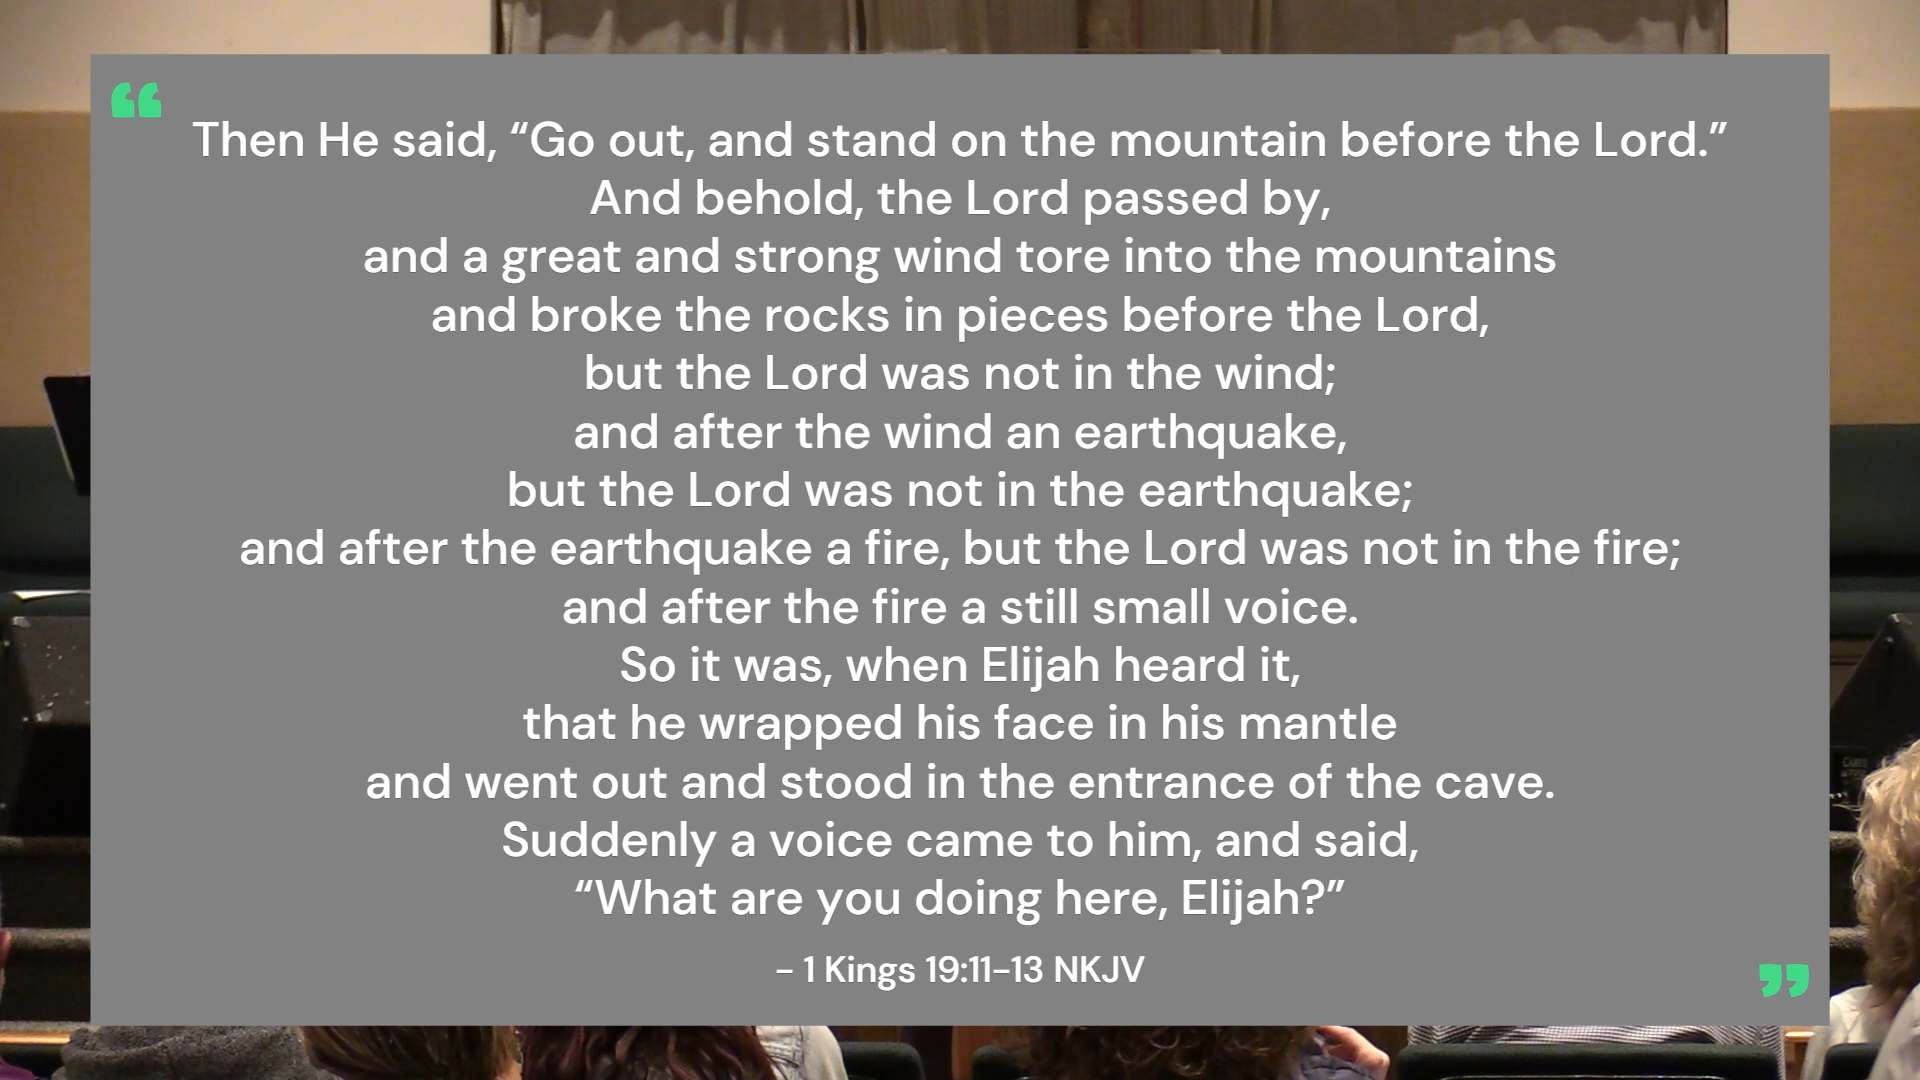 “
Then He said, “Go out, and stand on the mountain before the Lord.”
And behold, the Lord passed by,
and a great and strong wind tore into the mountains
and broke the rocks in pieces before the Lord,
but the Lord was not in the wind;
and after the wind an earthquake,
but the Lord was not in the earthquake;
and after the earthquake a fire, but the Lord was not in the fire;
and after the fire a still small voice.
So it was, when Elijah heard it,
that he wrapped his face in his mantle
and went out and stood in the entrance of the cave.
Suddenly a voice came to him, and said,
“What are you doing here, Elijah?”
– 1 Kings 19:11–13 NKJV
”